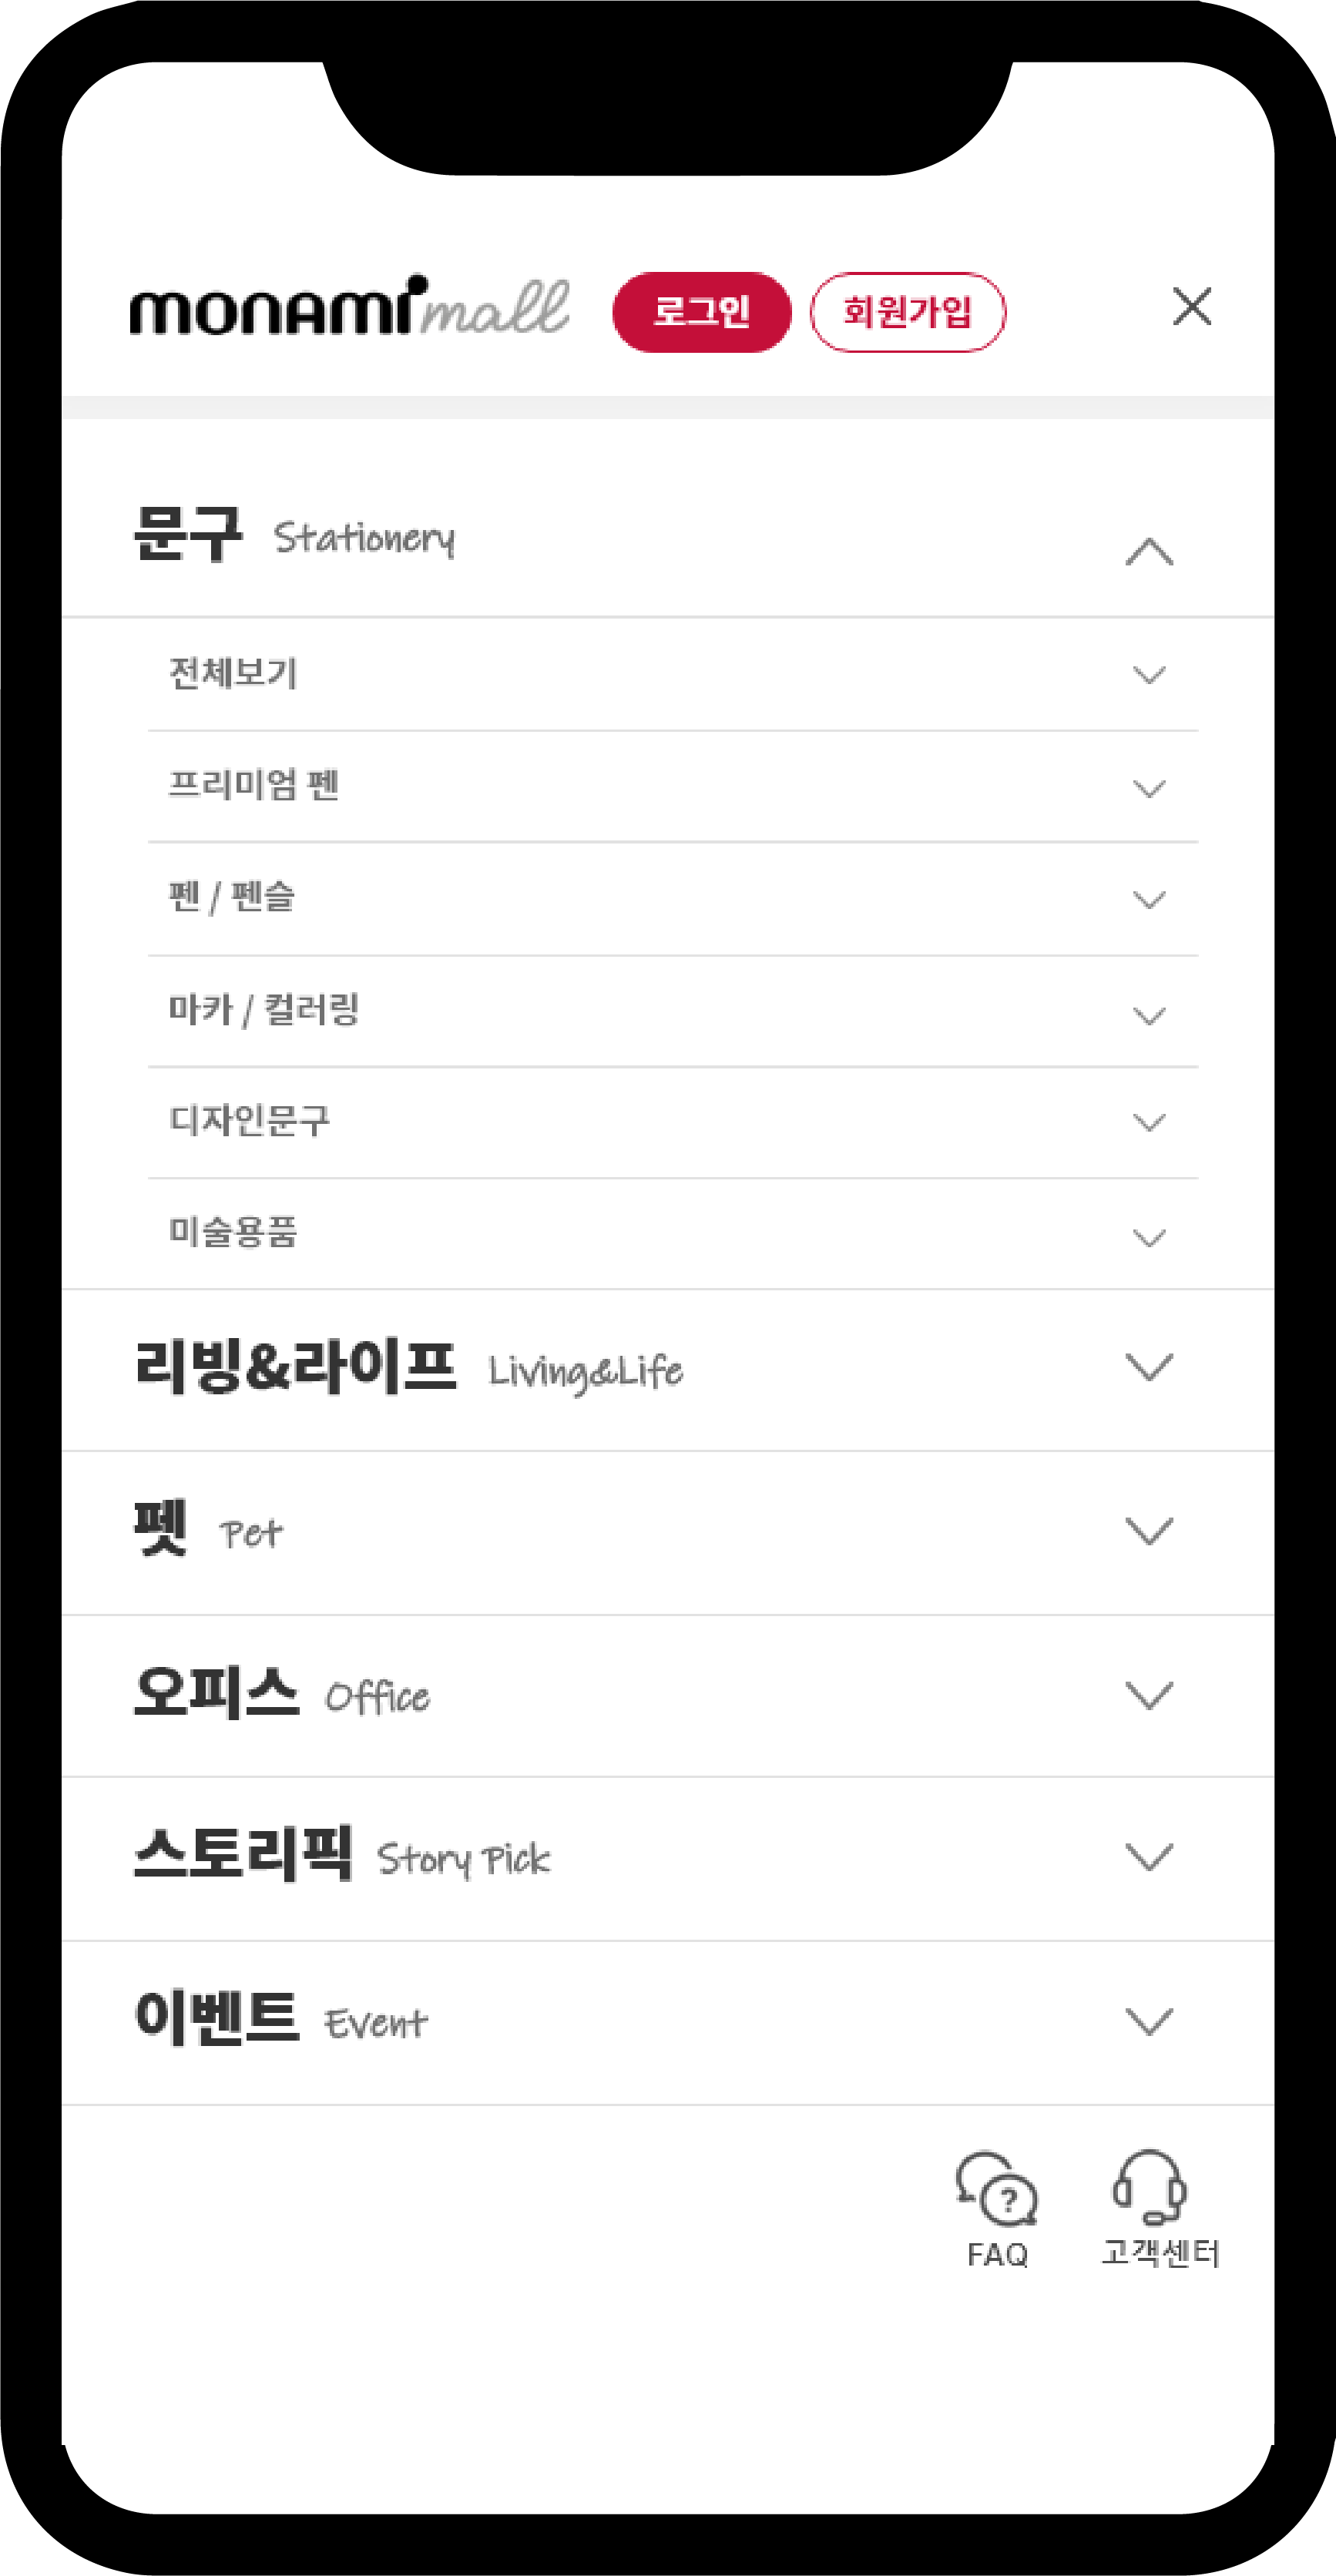 monami mall 로그인 회원가입
문구 Stationery
전체보기
프리미엄 펜
펜 / 펜슬
마카 / 컬러링
디자인문구
미술용품
리빙&라이프 Living&Life
펫 Pet
오피스 Office
스토리픽 Story Pick
이벤트 Event
?
FAQ 고객센터